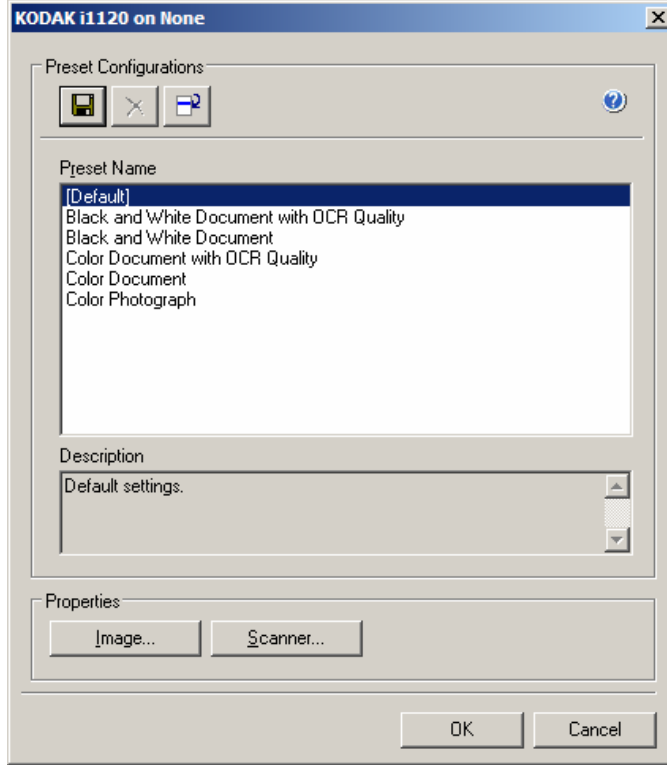 KODAK i1120 on None
Preset Configurations
Preset Name
[Default]
Black and White Document with OCR Quality
Black and White Document
Color Document with OCR Quality
Color Document
Color Photograph
Description
Default settings.
Properties
Image... Scanner...
OK Cancel